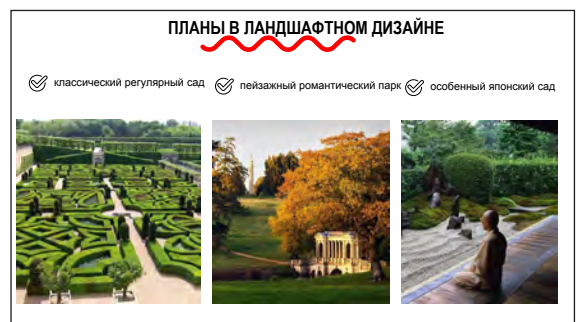 ПЛАНЫ В ЛАНДШАФТНОМ ДИЗАЙНЕ
классический регулярный сад
пейзажный романтический парк
особенный японский сад